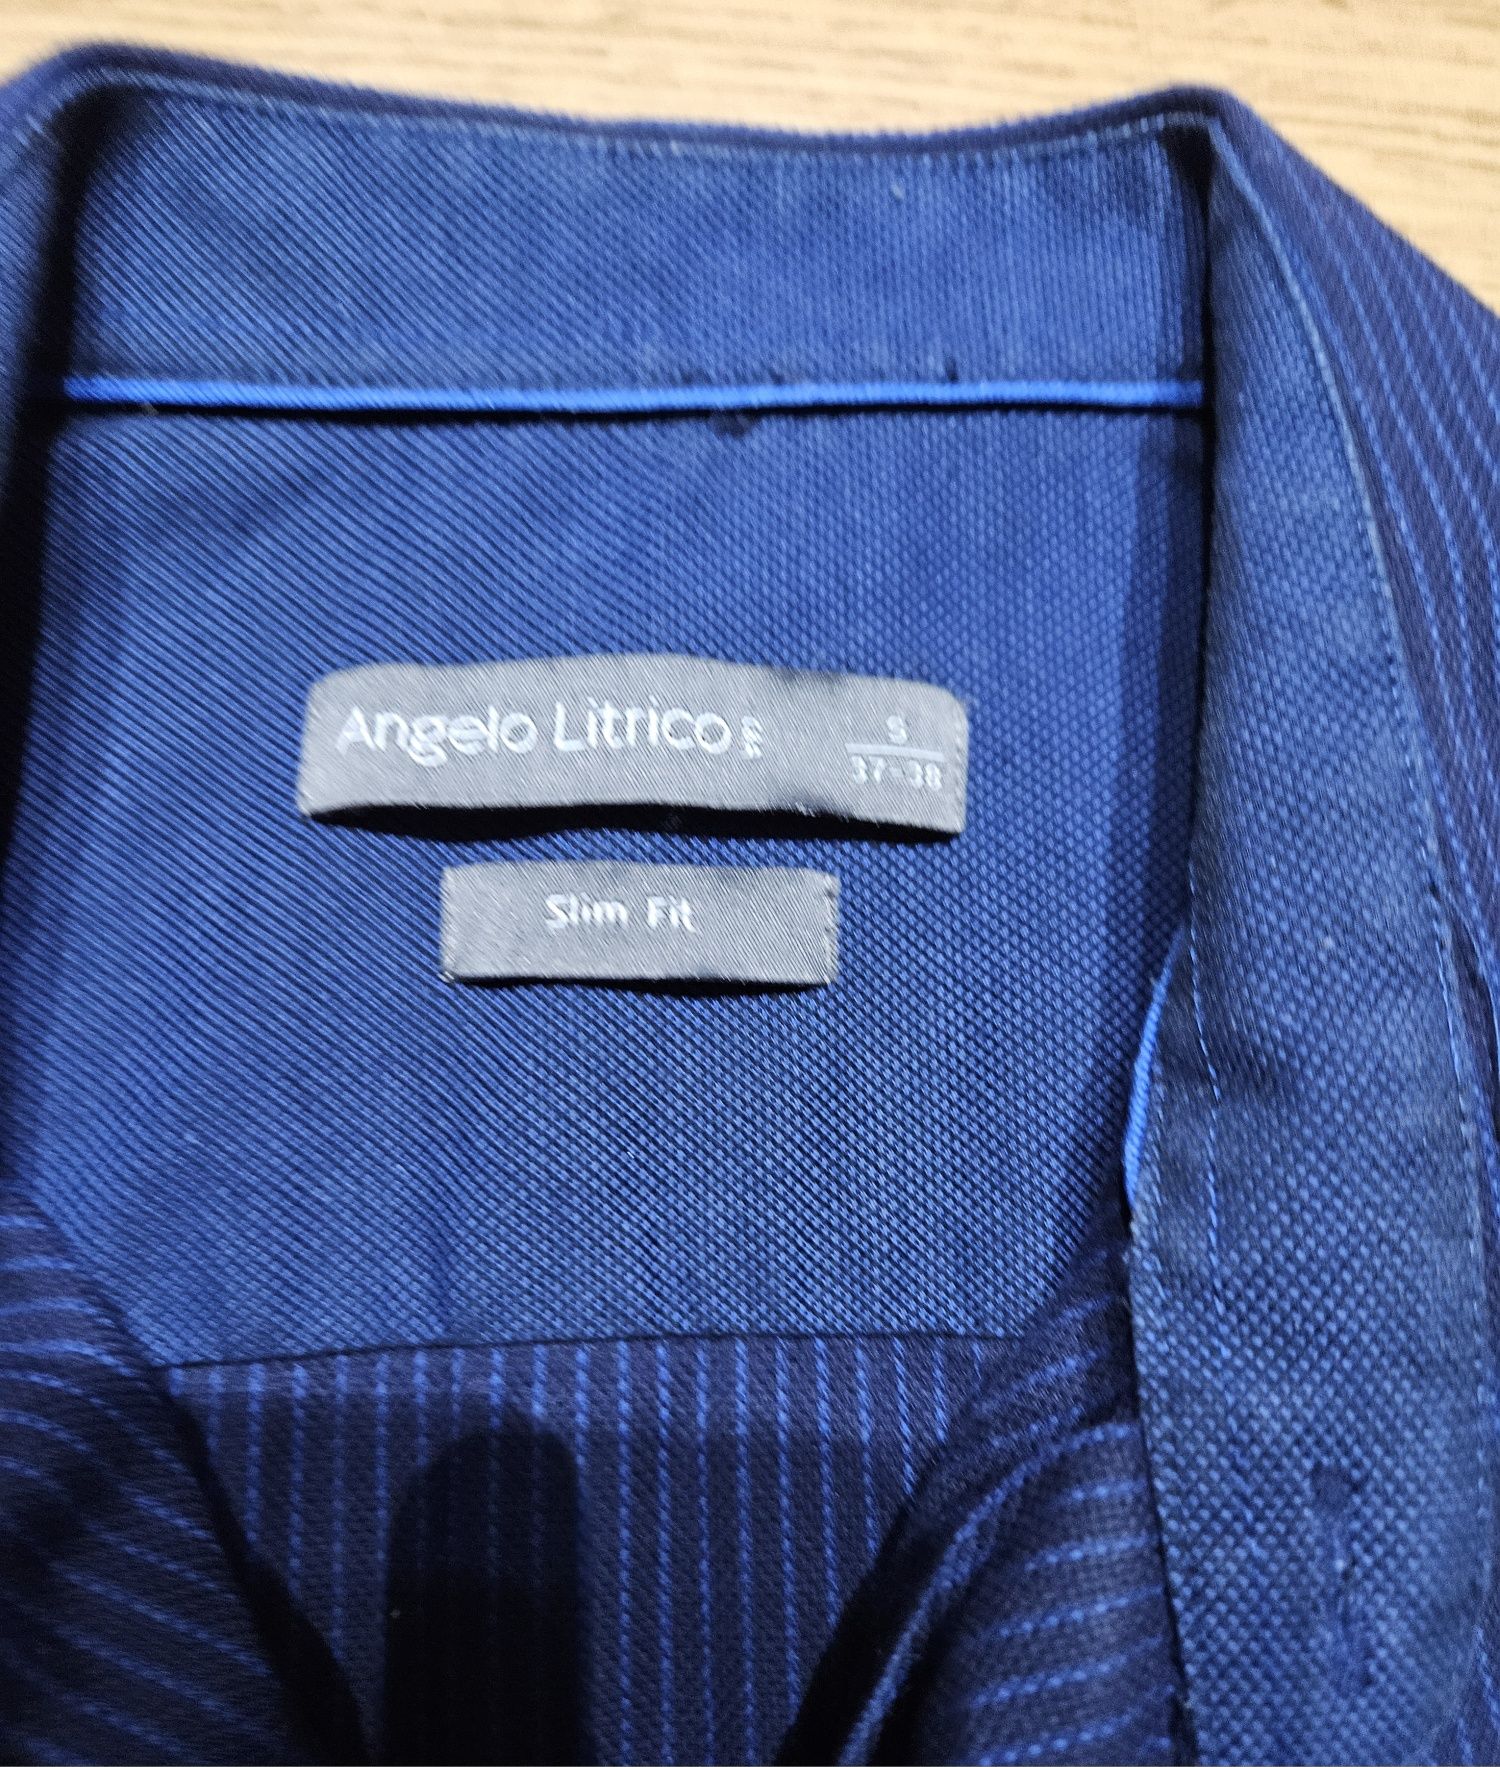 Angelo Litrico
S
37-38
Slim Fit